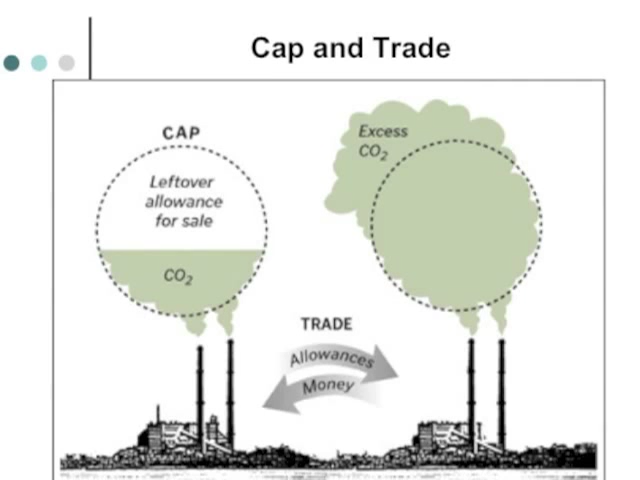 Cap and Trade
CAP
Leftover
allowance
for sale
CO₂
Excess
CO₂
TRADE
Allowances
Money